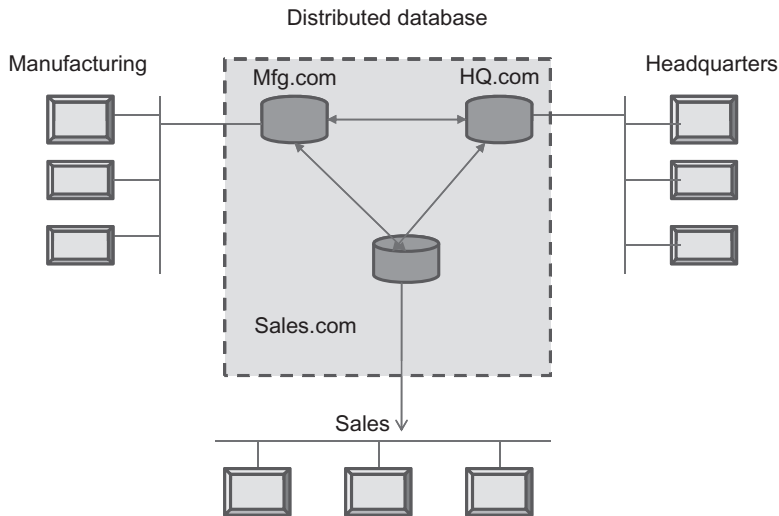 Distributed database
Manufacturing
Mfg.com
HQ.com
Headquarters
Sales.com
Sales